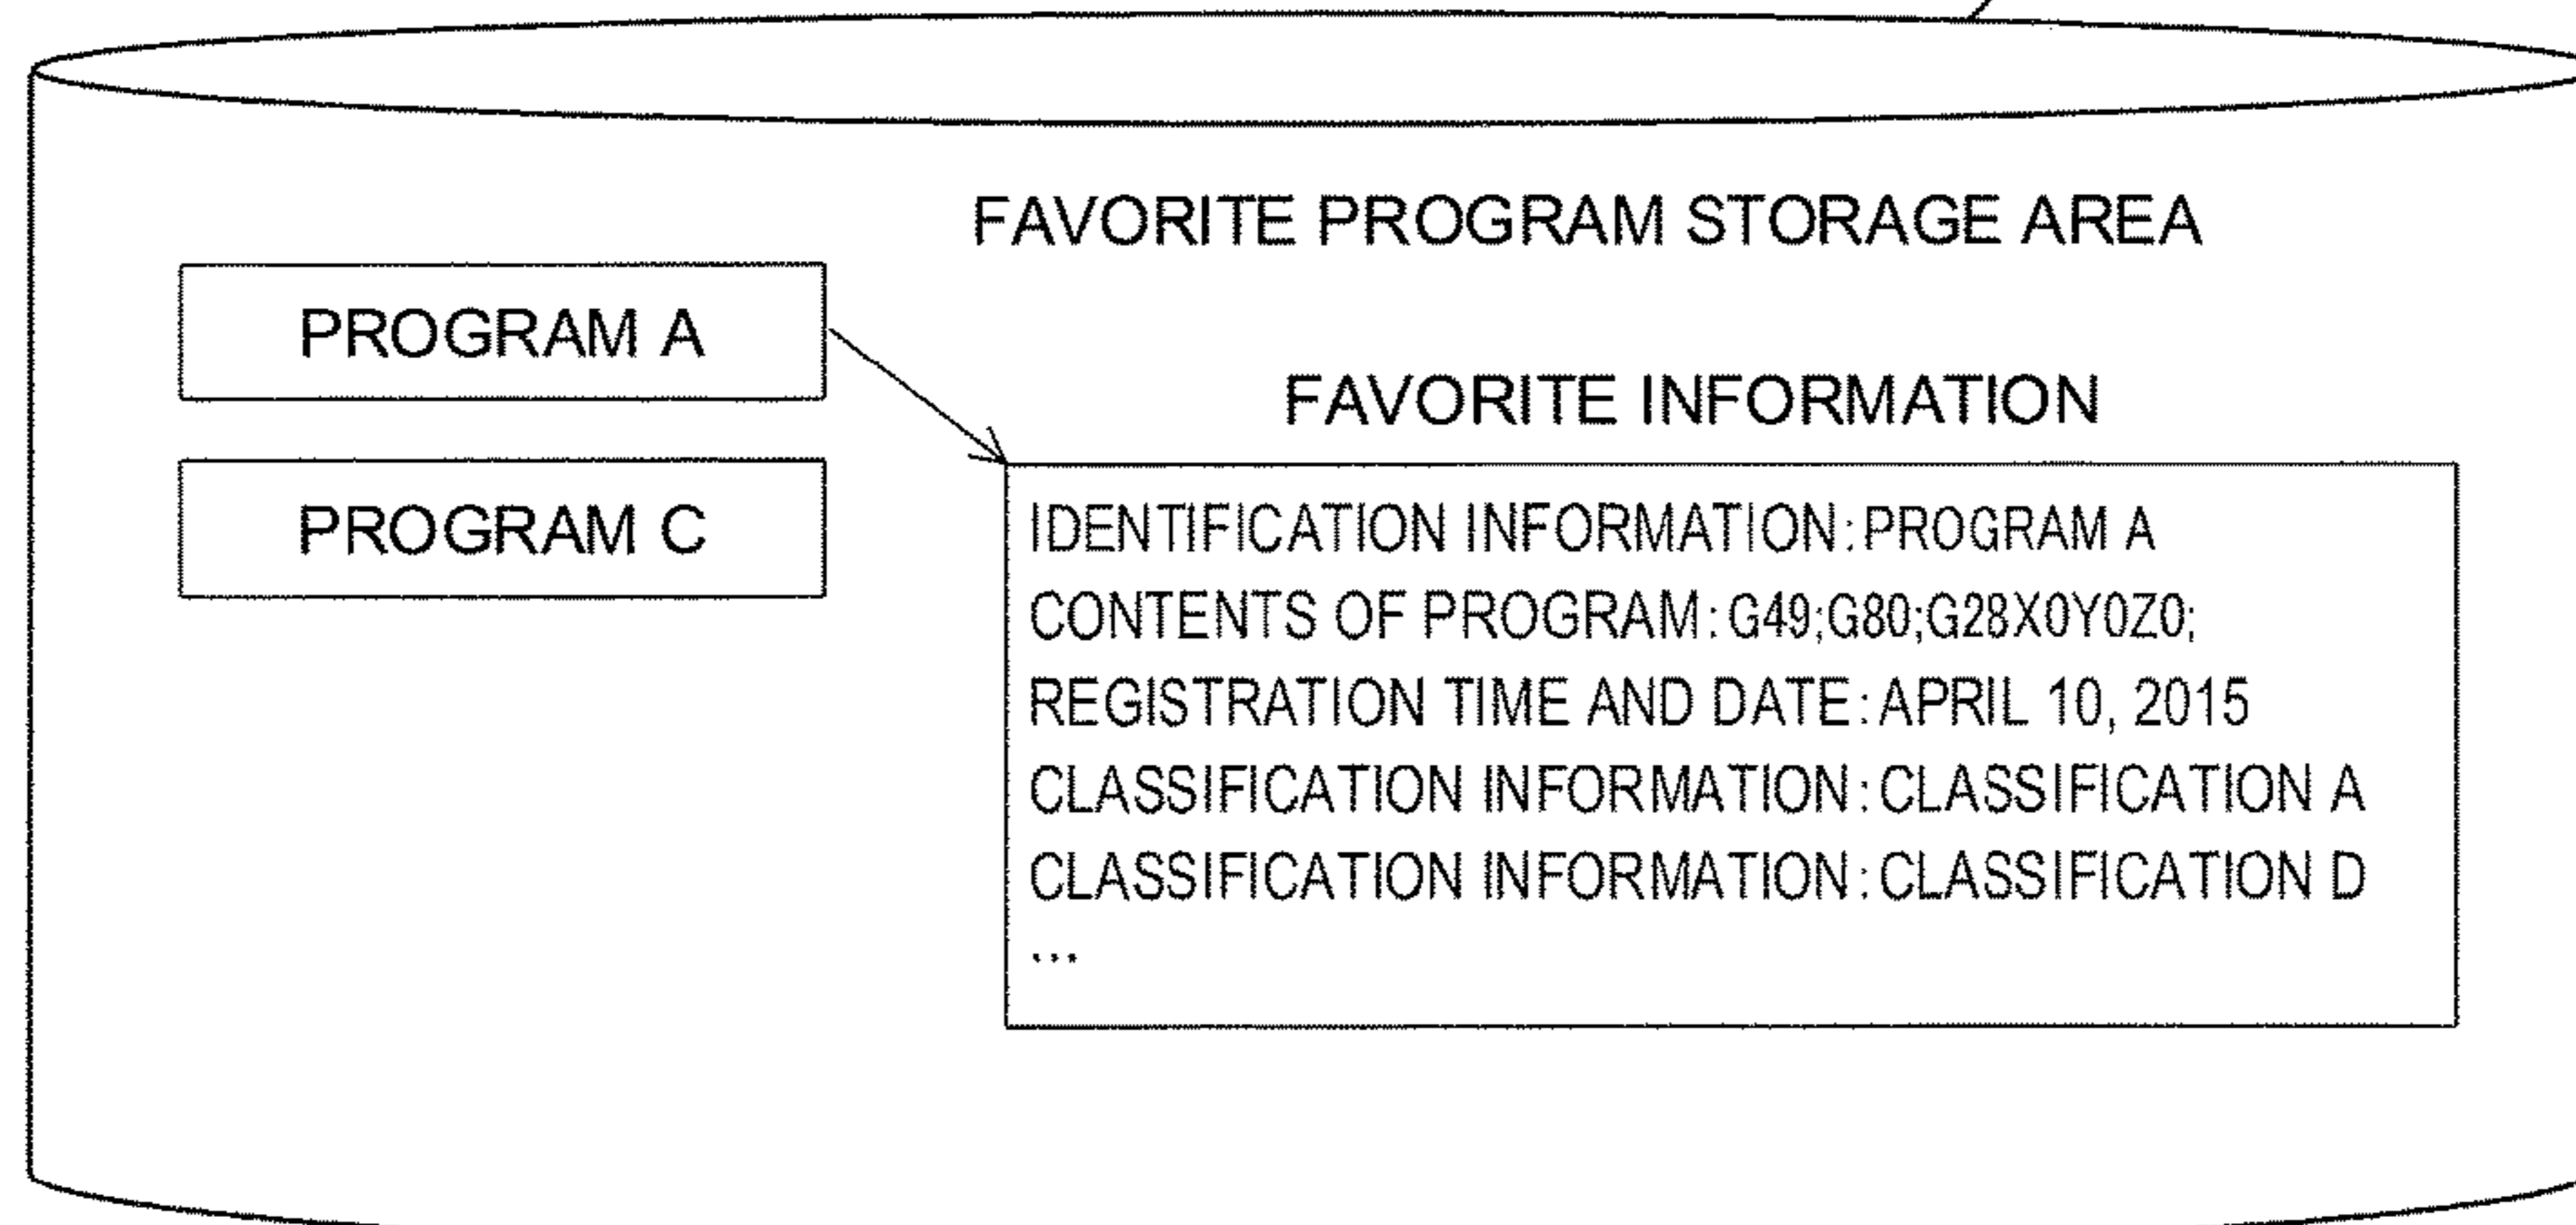 FAVORITE PROGRAM STORAGE AREA
PROGRAM A
PROGRAM C
FAVORITE INFORMATION
IDENTIFICATION INFORMATION:PROGRAM A
CONTENTS OF PROGRAM:G49;G80;G28X0Y0Z0;
REGISTRATION TIME AND DATE:APRIL 10, 2015
CLASSIFICATION INFORMATION:CLASSIFICATION A
CLASSIFICATION INFORMATION:CLASSIFICATION D
...